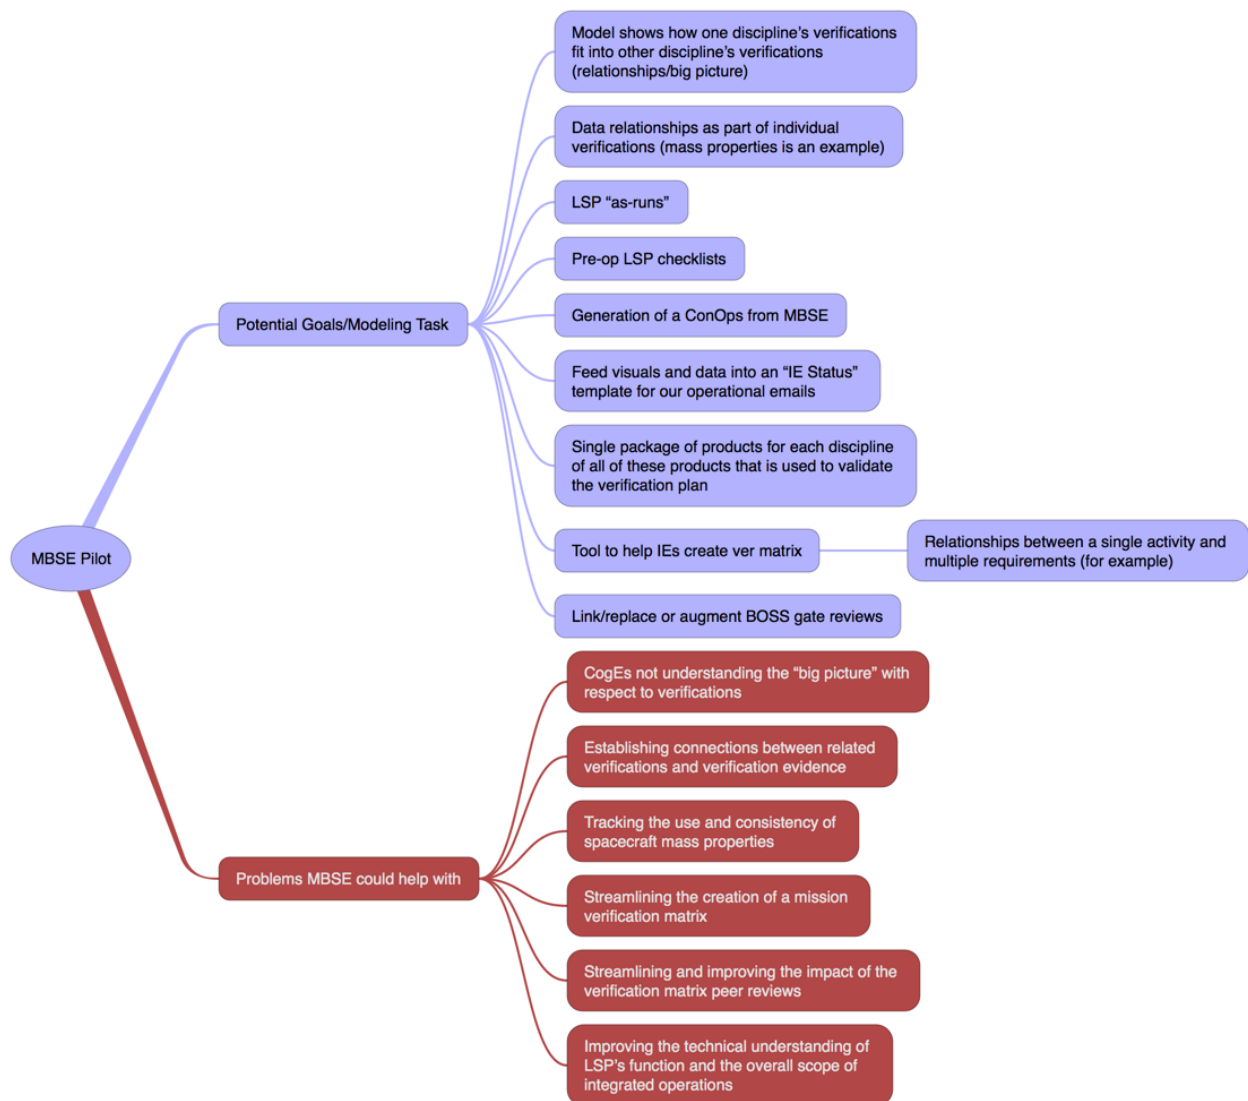 Model shows how one discipline’s verifications
fit into other discipline’s verifications
(relationships/big picture)
Data relationships as part of individual
verifications (mass properties is an example)
LSP “as-runs”
Pre-op LSP checklists
Potential Goals/Modeling Task
Generation of a ConOps from MBSE
Feed visuals and data into an “IE Status”
template for our operational emails
Single package of products for each discipline
of all of these products that is used to validate
the verification plan
MBSE Pilot
Tool to help IEs create ver matrix
Relationships between a single activity and
multiple requirements (for example)
Link/replace or augment BOSS gate reviews
CogEs not understanding the “big picture” with
respect to verifications
Establishing connections between related
verifications and verification evidence
Tracking the use and consistency of
spacecraft mass properties
Problems MBSE could help with
Streamlining the creation of a mission
verification matrix
Streamlining and improving the impact of the
verification matrix peer reviews
Improving the technical understanding of
LSP’s function and the overall scope of
integrated operations